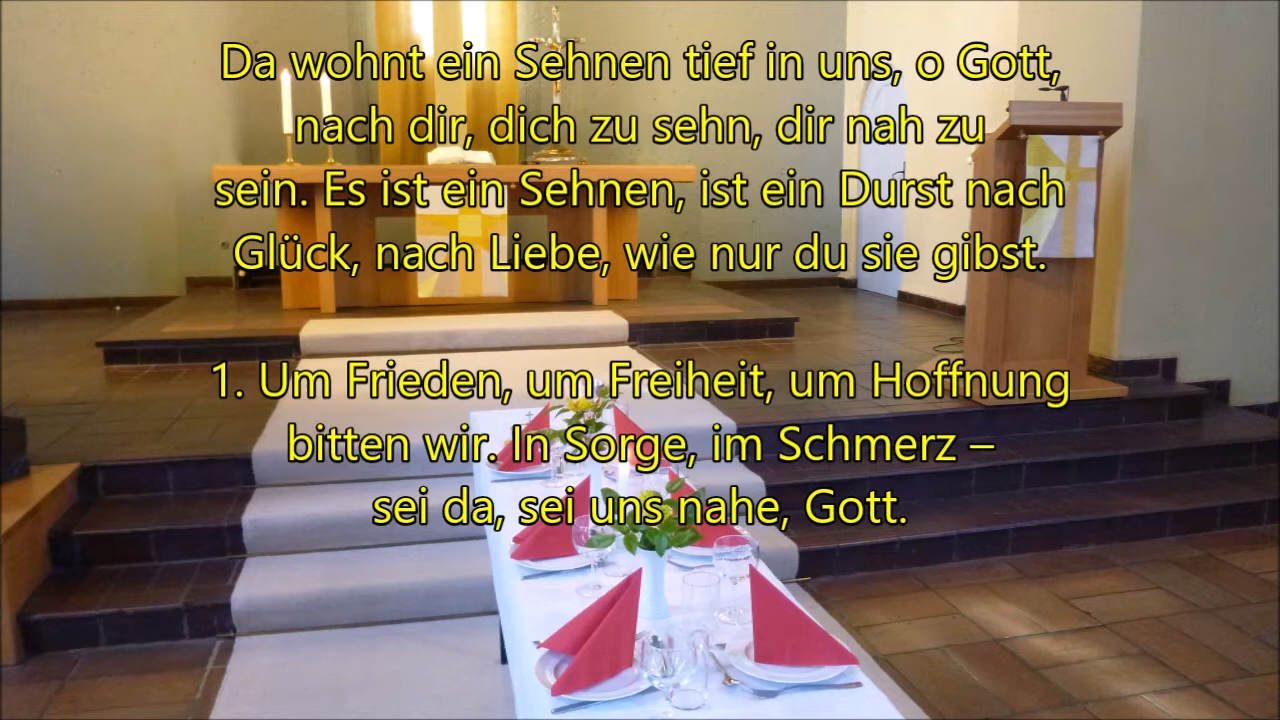 Da wohnt ein Sehnen tief in uns, o Gott,
nach dir, dich zu sehn, dir nah zu
sein. Es ist ein Sehnen, ist ein Durst nach
Glück, nach Liebe, wie nur du sie gibst.
1. Um Frieden, um Freiheit, um Hoffnung
bitten wir. In Sorge, im Schmerz –
sei da, sei uns nahe, Gott.